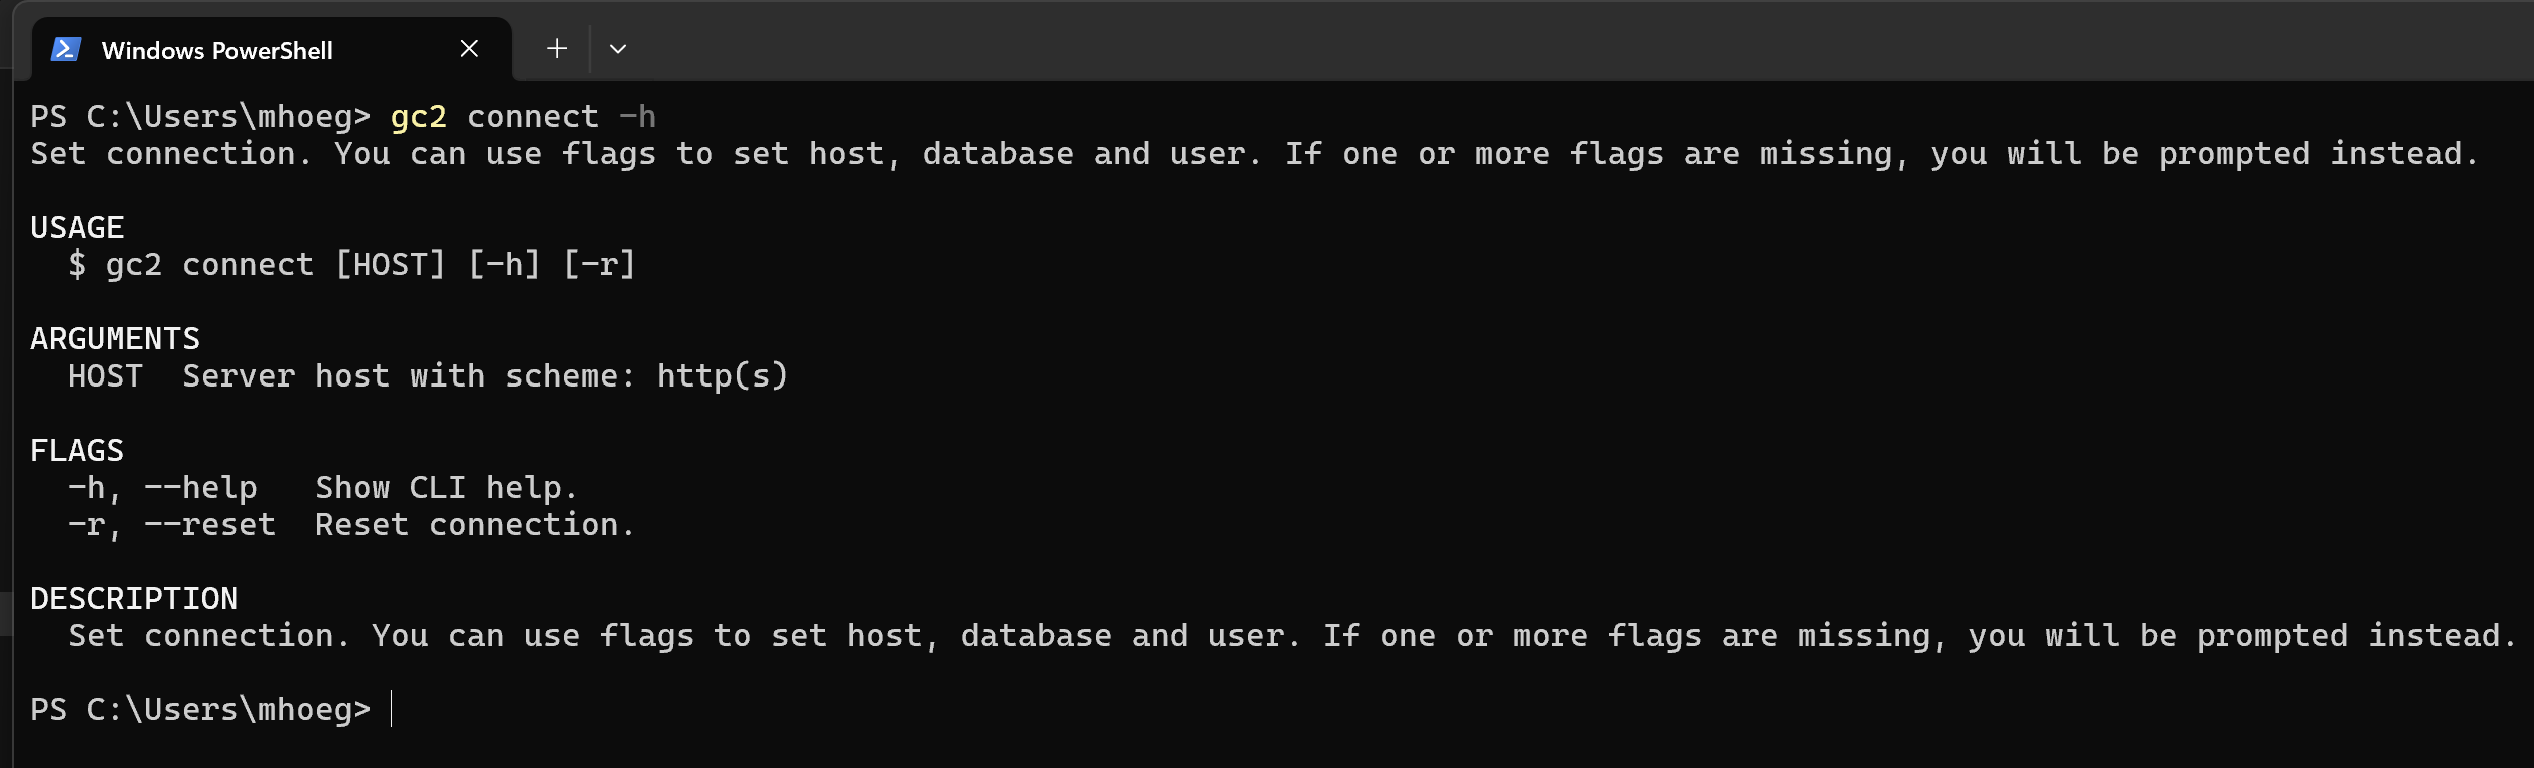 Windows PowerShell
PS C:\Users\mhoeg> gc2 connect -h
Set connection. You can use flags to set host, database and user. If one or more flags are missing, you will be prompted instead.
USAGE
$ gc2 connect [HOST] [-h] [-r]
ARGUMENTS
HOST  Server host with scheme: http(s)
FLAGS
-h, --help   Show CLI help.
-r, --reset  Reset connection.
DESCRIPTION
Set connection. You can use flags to set host, database and user. If one or more flags are missing, you will be prompted instead.
PS C:\Users\mhoeg>